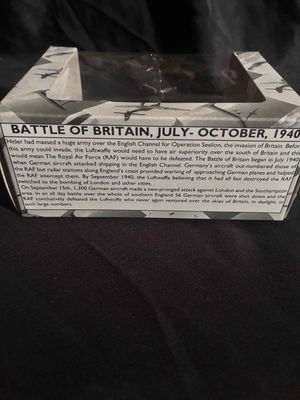 BATTLE OF BRITAIN, JULY- OCTOBER, 1940
Hitler had massed a huge army over the English Channel for Operation Sealion, the invasion of Britain. Before
this army could invade, the Luftwaffe would need to have air superiority over the south of Britain and this
would mean The Royal Air Force (RAF) would have to be defeated. The Battle of Britain began in July 1940
when German aircraft attacked shipping in the English Channel. Germany's aircraft out-numbered those of
the RAF but radar stations along England's coast provided warning of approaching German planes and helped
the RAF intercept them. By September 1940, the Luftwaffe believing that it had all but destroyed the RAF
switched to the bombing of London and other cities.
On September 15th, 1,300 German aircraft made a two-pronged attack against London and the Southampton
area. In an all day battle over the whole of southern England 56 German aircraft were shot down and the
RAF conclusively defeated the Luftwaffe who never again ventured over the skies of Britain, in daylight, in
such large numbers.